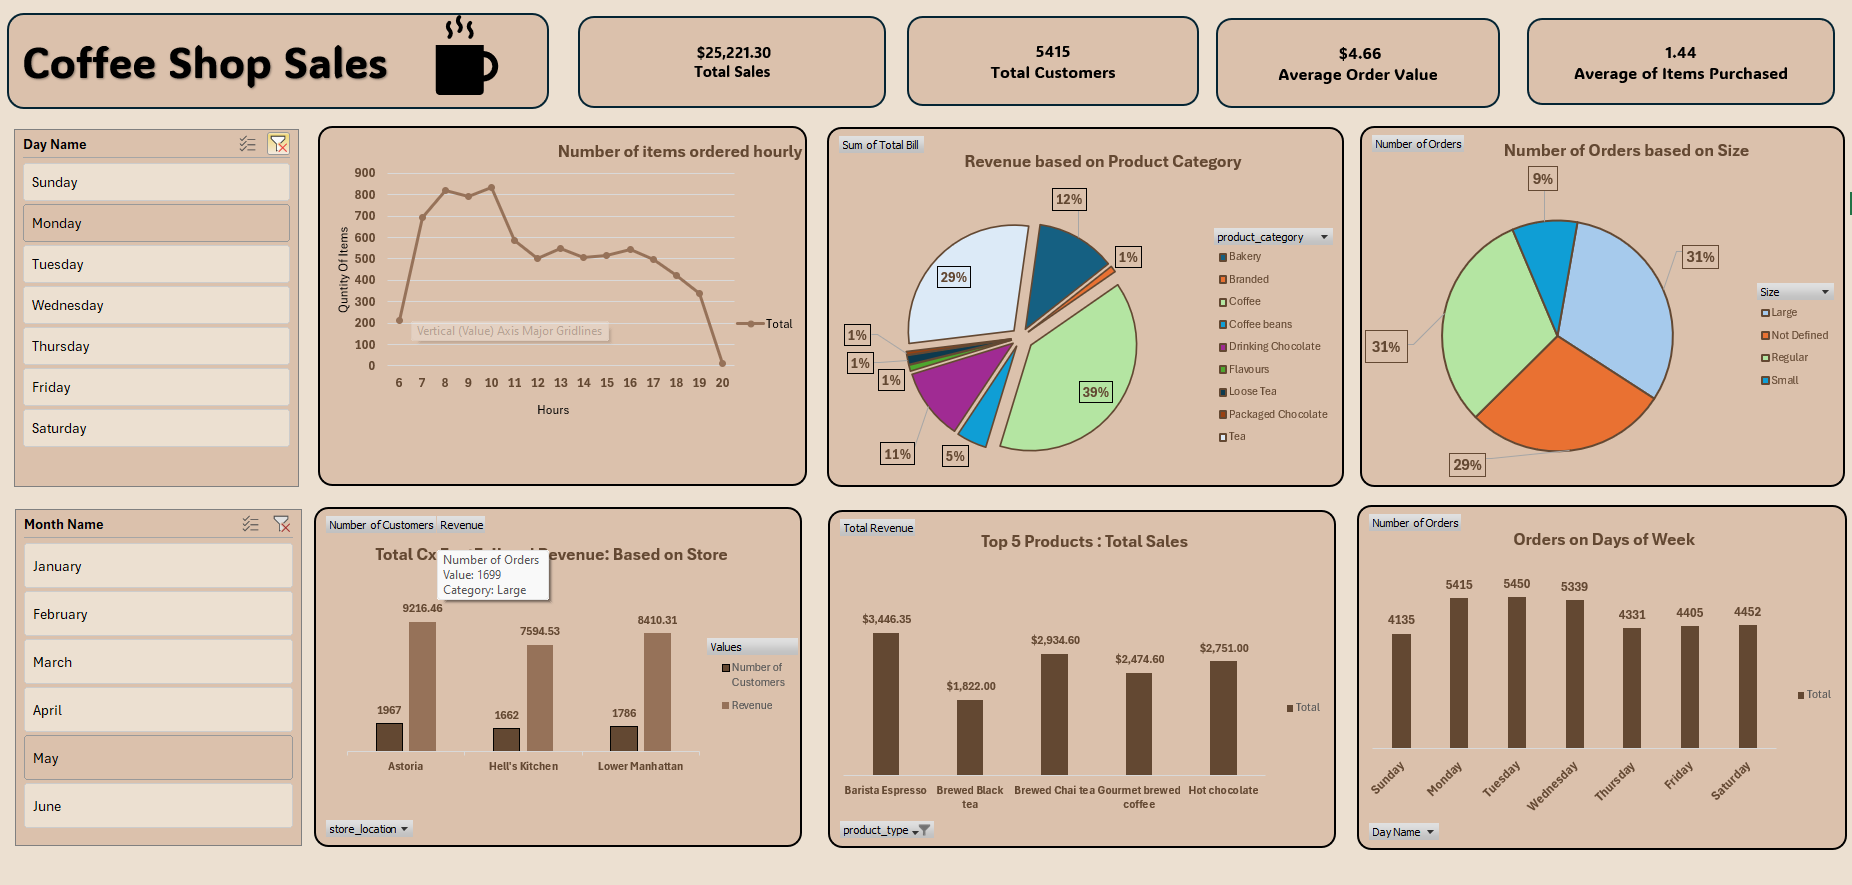 Coffee Shop Sales
$25,221.30
Total Sales
5415
Total Customers
$4.66
Average Order Value
1.44
Average of Items Purchased
Day Name
Sunday
Monday
Tuesday
Wednesday
Thursday
Friday
Saturday
Number of items ordered hourly
900
800
700
600
500
400
300
200
100
0
Quntity Of Items
Vertical (Value) Axis Major Gridlines
Total
6 7 8 9 10 11 12 13 14 15 16 17 18 19 20
Hours
Sum of Total Bill
Revenue based on Product Category
12%
1%
29%
39%
1%
1%
1%
11%
5%
product_category
Bakery
Branded
Coffee
Coffee beans
Drinking Chocolate
Flavours
Loose Tea
Packaged Chocolate
Tea
Number of Orders
Number of Orders based on Size
9%
31%
31%
29%
Size
Large
Not Defined
Regular
Small
Month Name
January
February
March
April
May
June
Number of Customers Revenue
Total Cx Revenue: Based on Store
Number of Orders
Value: 1699
Category: Large
9216.46
7594.53
8410.31
1967
1662
1786
Astoria Hell's Kitchen Lower Manhattan
Values
Number of
Customers
Revenue
store_location
Total Revenue
Top 5 Products : Total Sales
$3,446.35
$1,822.00
$2,934.60
$2,474.60
$2,751.00
Total
Barista Espresso Brewed Black Brewed Chai tea Gourmet brewed Hot chocolate
tea coffee
product_type
Number of Orders
Orders on Days of Week
4135
5415
5450
5339
4331
4405
4452
Total
Sunday
Monday
Tuesday
Wednesday
Thursday
Friday
Saturday
Day Name